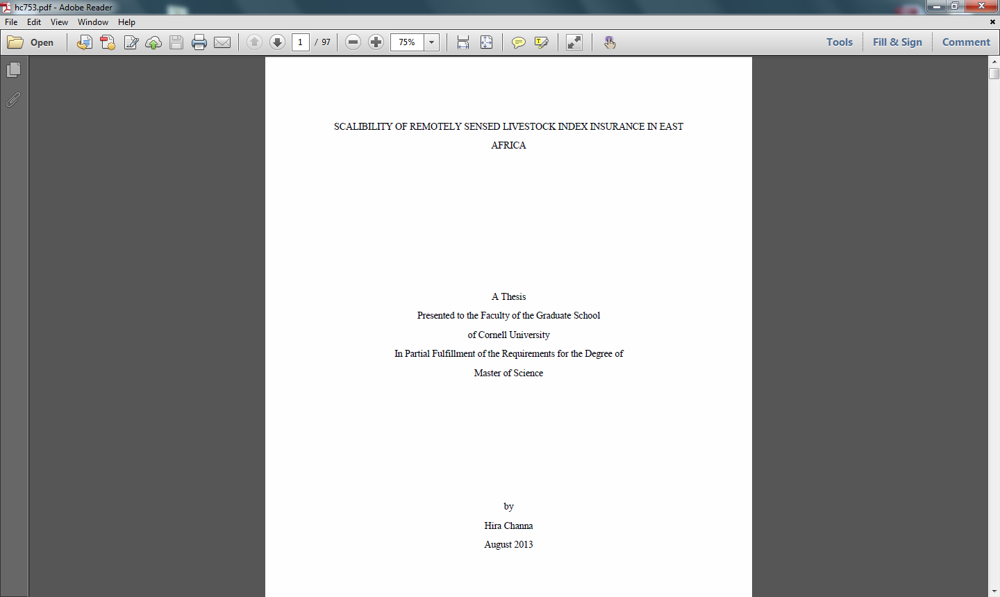 hc753.pdf - Adobe Reader
File Edit View Window Help
Open 1 / 97 75% Tools Fill & Sign Comment
SCALIBILITY OF REMOTELY SENSED LIVESTOCK INDEX INSURANCE IN EAST
AFRICA
A Thesis
Presented to the Faculty of the Graduate School
of Cornell University
In Partial Fulfillment of the Requirements for the Degree of
Master of Science
by
Hira Channa
August 2013